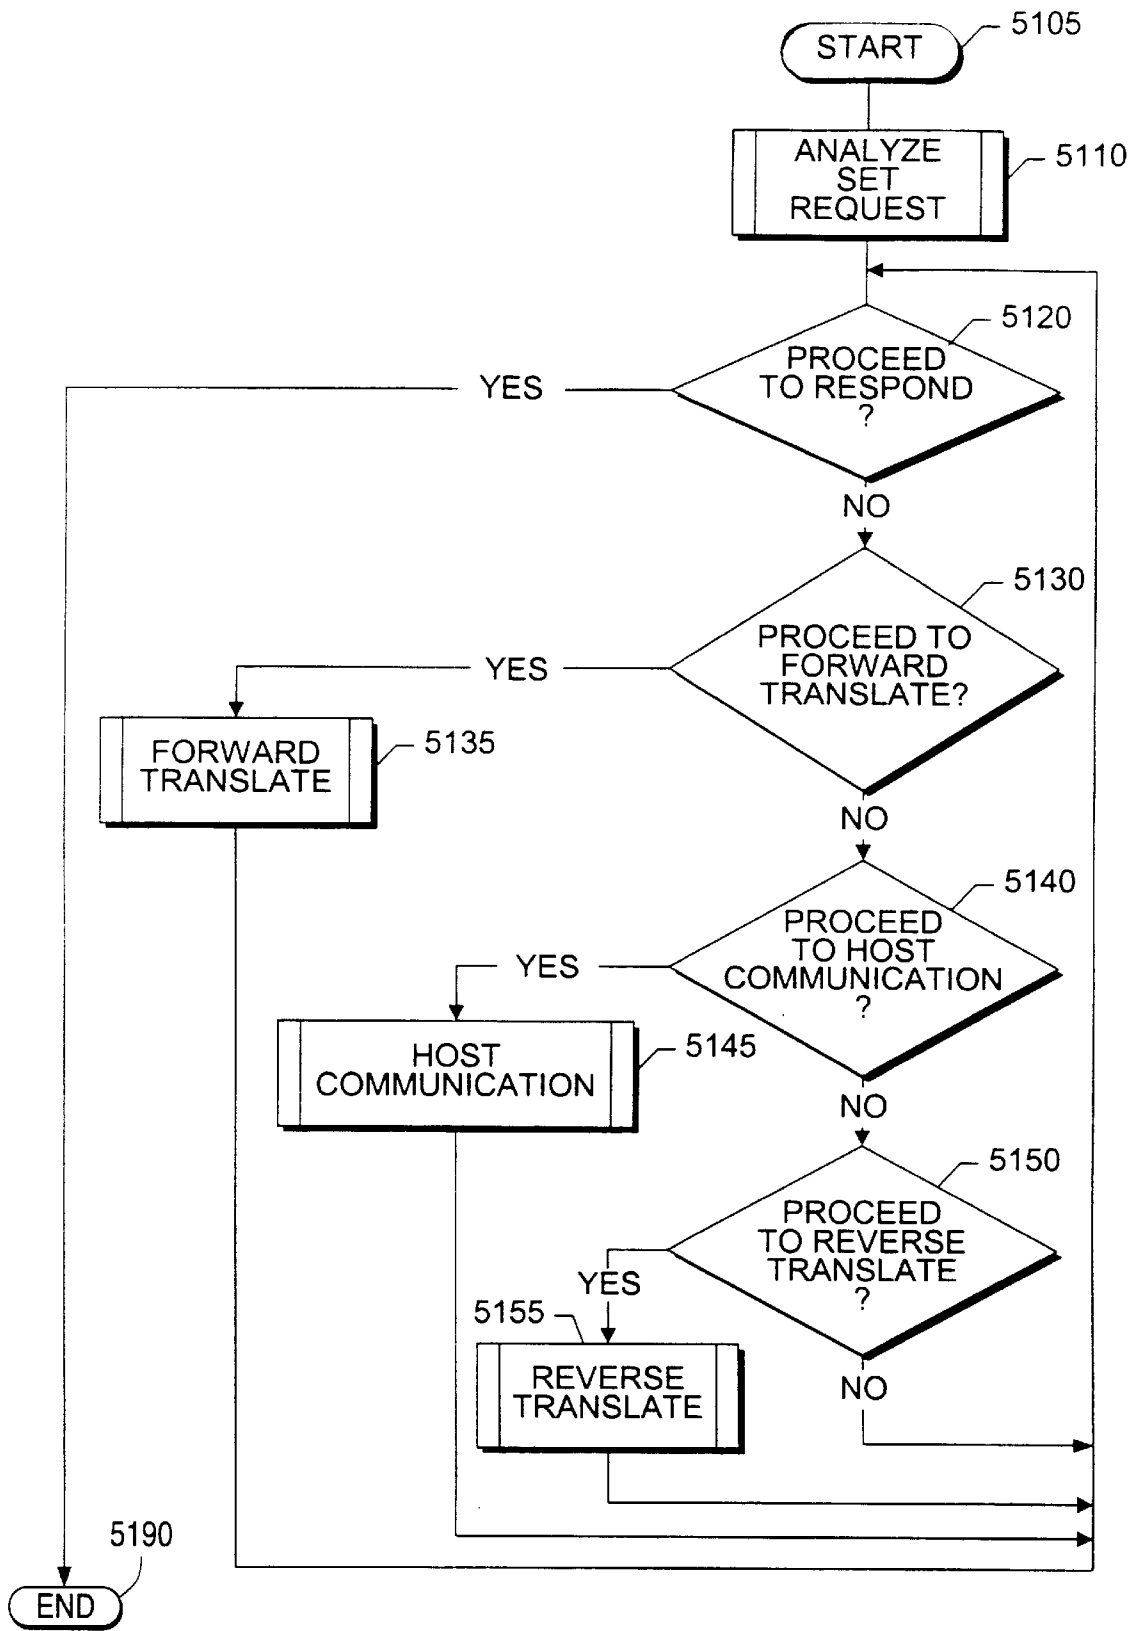 START
5105
ANALYZE
SET
REQUEST
5110
5120
PROCEED
TO RESPOND
?
YES
NO
5130
PROCEED TO
FORWARD
TRANSLATE?
YES
5135
FORWARD
TRANSLATE
NO
5140
PROCEED
TO HOST
COMMUNICATION
?
YES
5145
HOST
COMMUNICATION
NO
5150
PROCEED
TO REVERSE
TRANSLATE
?
YES
5155
REVERSE
TRANSLATE
NO
5190
END